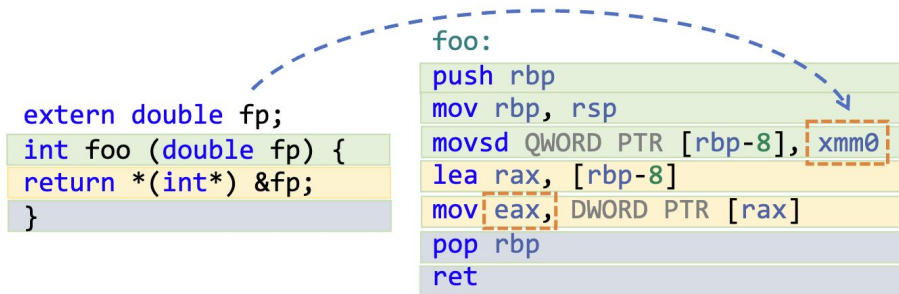 extern double fp;
int foo (double fp) {
return *(int*) &fp;
}
foo:
push rbp
mov rbp, rsp
movsd QWORD PTR [rbp-8], xmm0
lea rax, [rbp-8]
mov eax, DWORD PTR [rax]
pop rbp
ret